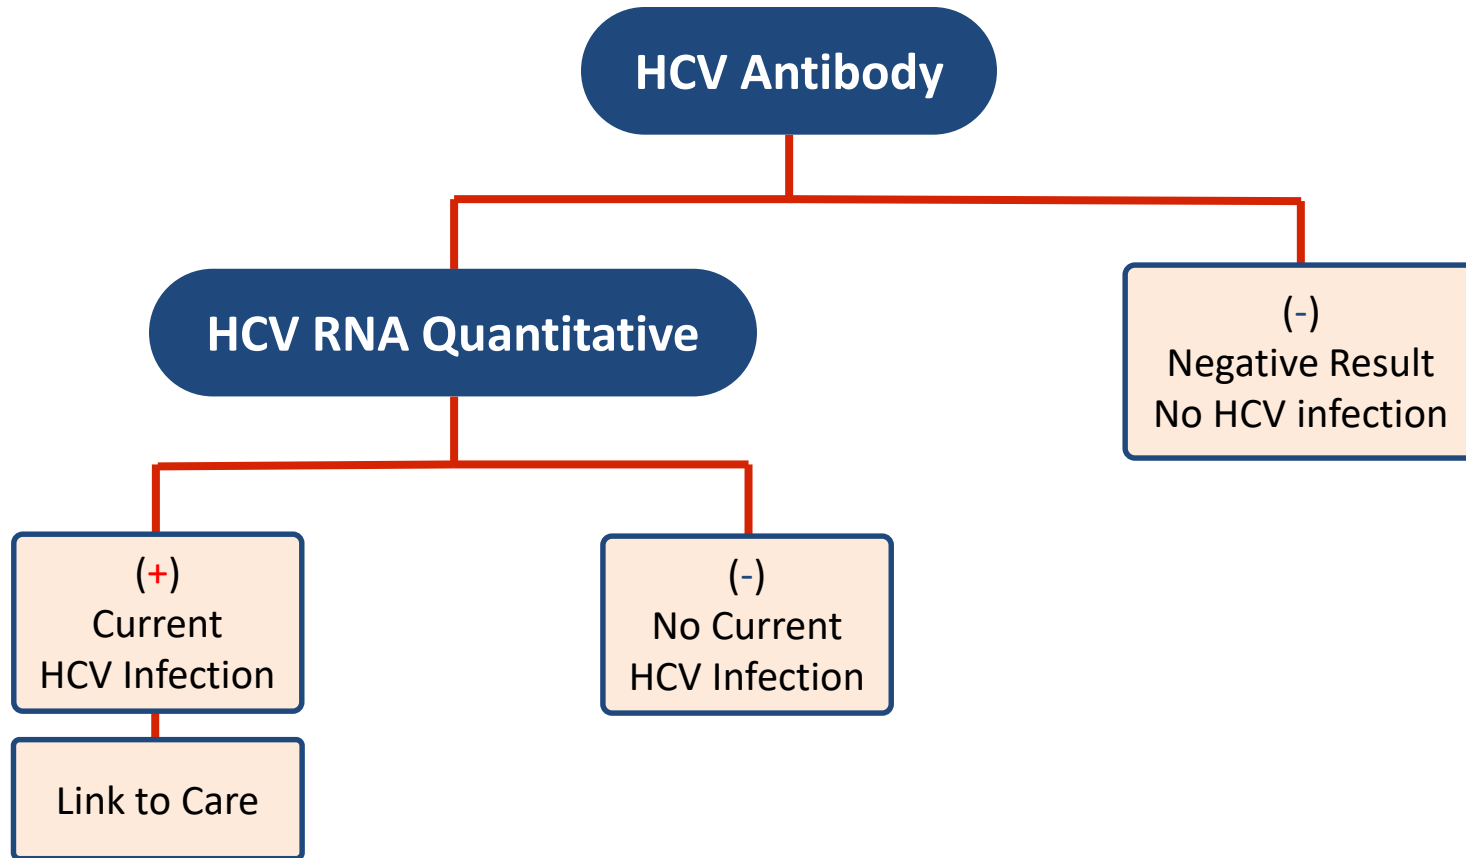 HCV Antibody
HCV RNA Quantitative
(-)
Negative Result
No HCV infection
(+)
Current
HCV Infection
(-)
No Current
HCV Infection
Link to Care